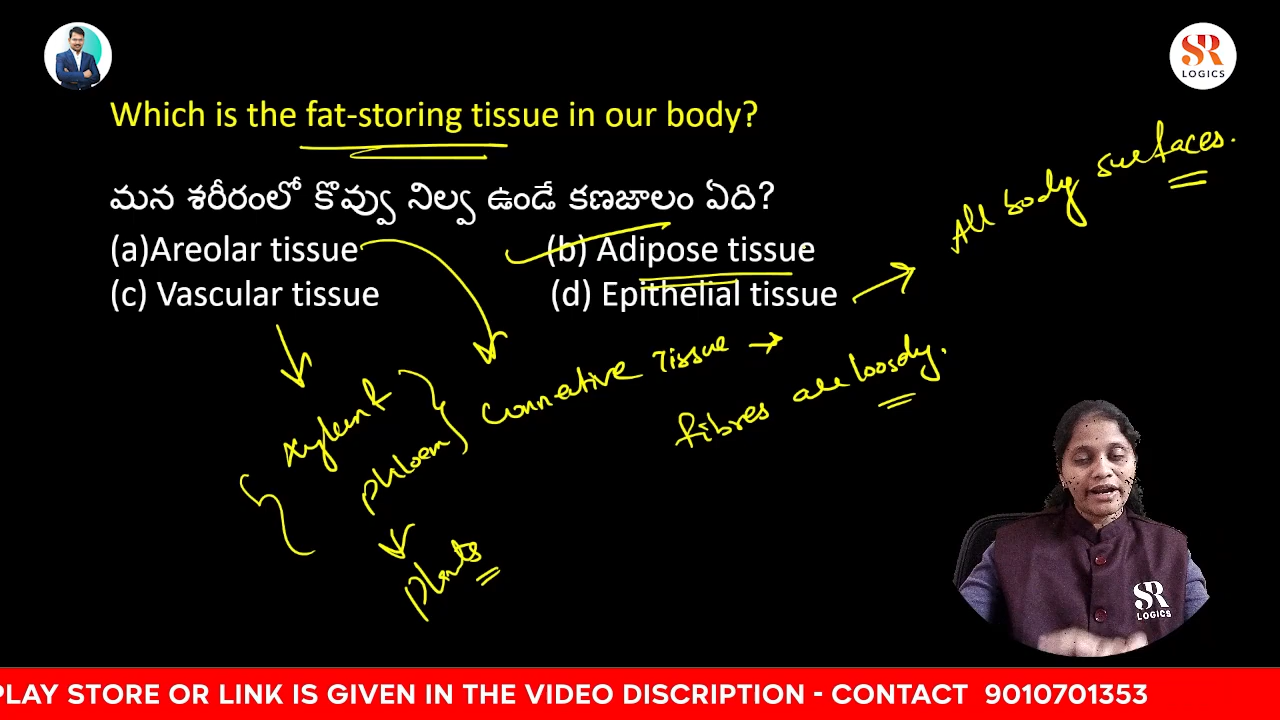 SR
LOGICS
Which is the fat-storing tissue in our body?
All body surfaces.
మన శరీరంలో కొవ్వు నిల్వ ఉండే కణజాలం ఏది?
(a)Areolar tissue (b) Adipose tissue
(c) Vascular tissue (d) Epithelial tissue
connective Tissue →
fibres are loosely.
xylem &
phloem
plants
SR
LOGICS
PLAY STORE OR LINK IS GIVEN IN THE VIDEO DISCRIPTION - CONTACT 9010701353